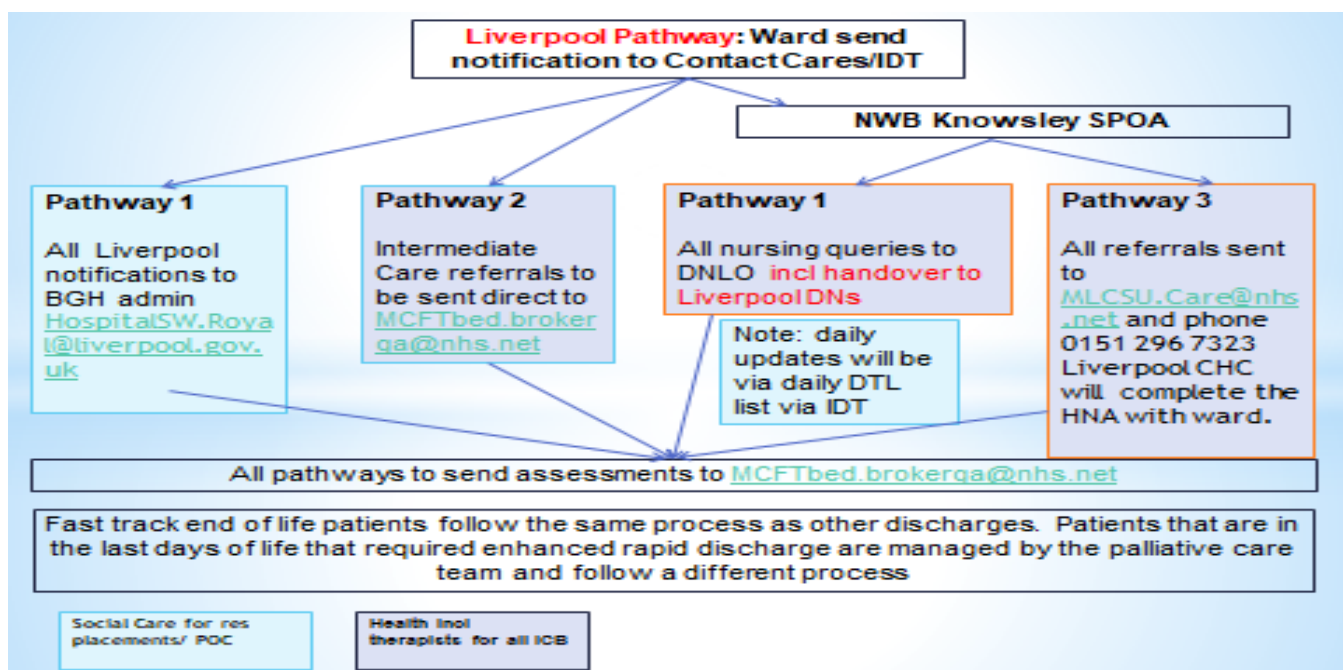 Liverpool Pathway: Ward send
notification to Contact Cares/IDT
NWB Knowsley SPOA
Pathway 1
All Liverpool
notifications to
BGH admin
HospitalSW.Roya
l@liverpool.gov.
uk
Pathway 2
Intermediate
Care referrals to
be sent direct to
MCFTbed.broker
qa@nhs.net
Pathway 1
All nursing queries to
DNLO incl handover to
Liverpool DNs
Note: daily
updates will be
via daily DTL
list via IDT
Pathway 3
All referrals sent
to
MLCSU.Care@nhs
.net and phone
0151 296 7323
Liverpool CHC
will complete the
HNA with ward.
All pathways to send assessments to MCFTbed.brokerqa@nhs.net
Fast track end of life patients follow the same process as other discharges. Patients that are in
the last days of life that required enhanced rapid discharge are managed by the palliative care
team and follow a different process
Social Care for res
placements/ POC
Health Incl
therapists for all ICB